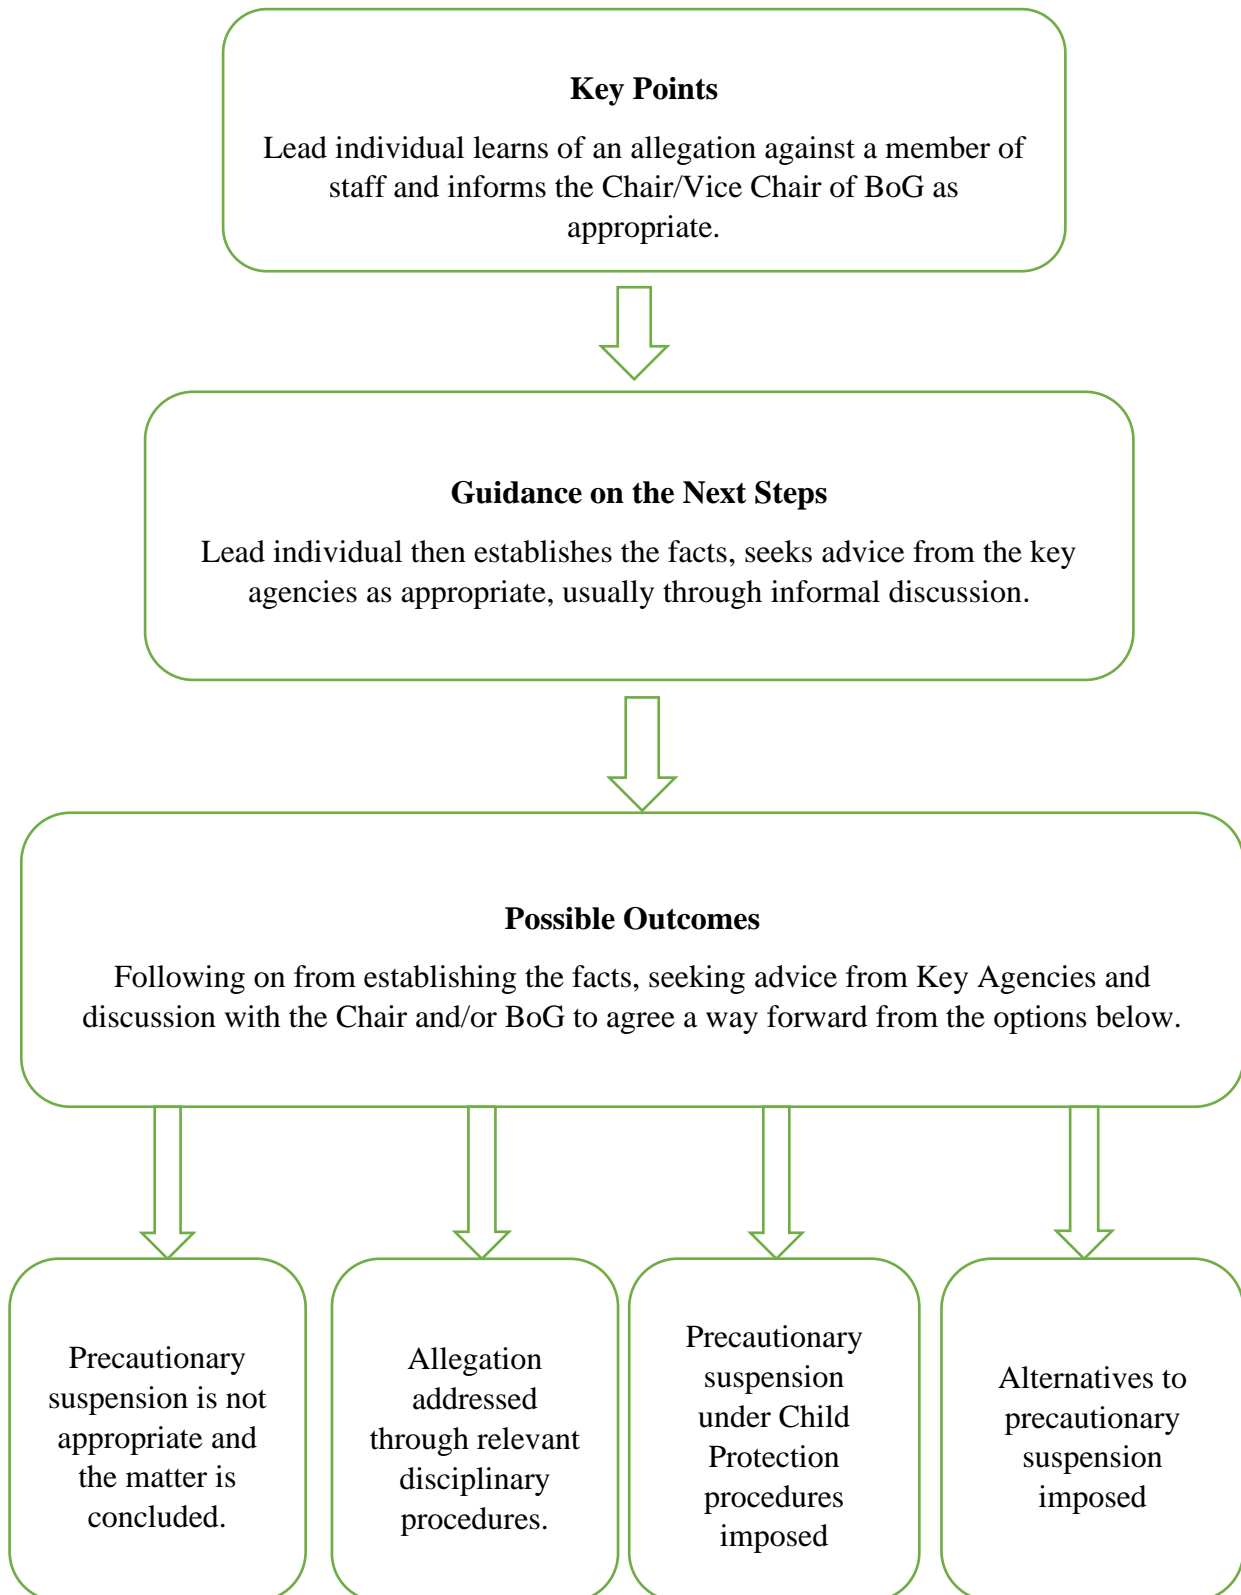 Key Points
Lead individual learns of an allegation against a member of
staff and informs the Chair/Vice Chair of BoG as
appropriate.
Guidance on the Next Steps
Lead individual then establishes the facts, seeks advice from the key
agencies as appropriate, usually through informal discussion.
Possible Outcomes
Following on from establishing the facts, seeking advice from Key Agencies and
discussion with the Chair and/or BoG to agree a way forward from the options below.
Precautionary
suspension is not
appropriate and
the matter is
concluded.
Allegation
addressed
through relevant
disciplinary
procedures.
Precautionary
suspension
under Child
Protection
procedures
imposed
Alternatives to
precautionary
suspension
imposed